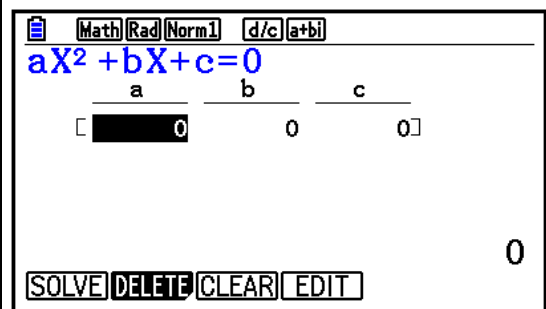 Math Rad Norm1 d/c a+bi
aX² +bX+c=0
a b c
[ 0 0 0]
0
SOLVE DELETE CLEAR EDIT